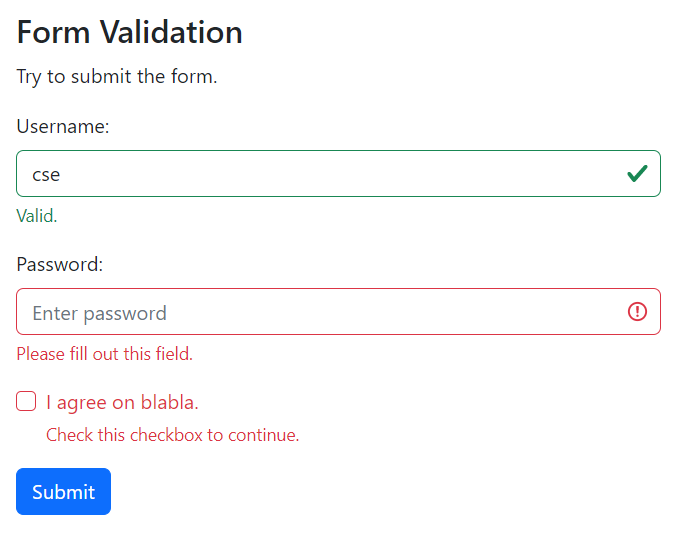 Form Validation
Try to submit the form.
Username:
cse
Valid.
Password:
Enter password
Please fill out this field.
I agree on blabla.
Check this checkbox to continue.
Submit